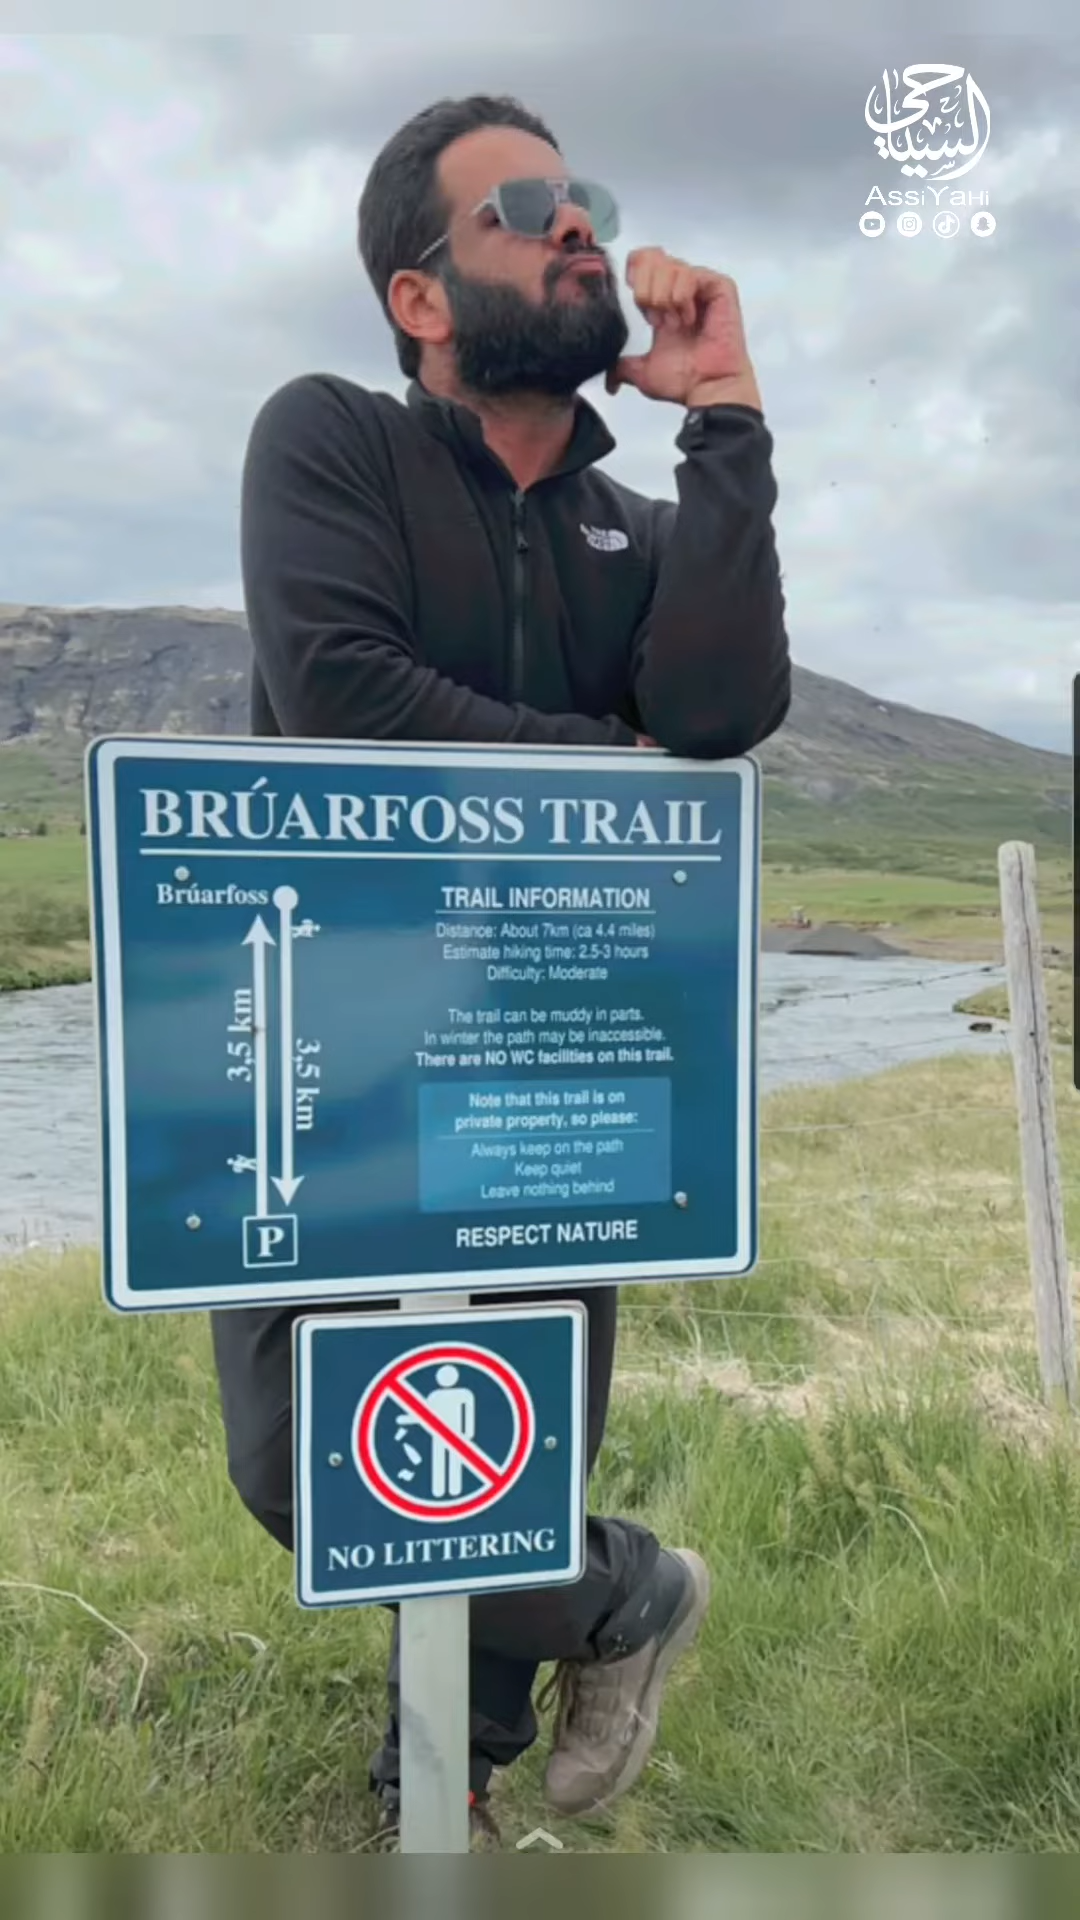 السياحي
AssiYahi
THE NORTH FACE
BRÚARFOSS TRAIL
Brúarfoss
3,5 km
3,5 km
P
TRAIL INFORMATION
Distance: About 7km (ca 4.4 miles)
Estimate hiking time: 2.5-3 hours
Difficulty: Moderate
The trail can be muddy in parts.
In winter the path may be inaccessible.
There are NO WC facilities on this trail.
Note that this trail is on
private property, so please:
Always keep on the path
Keep quiet
Leave nothing behind
RESPECT NATURE
NO LITTERING